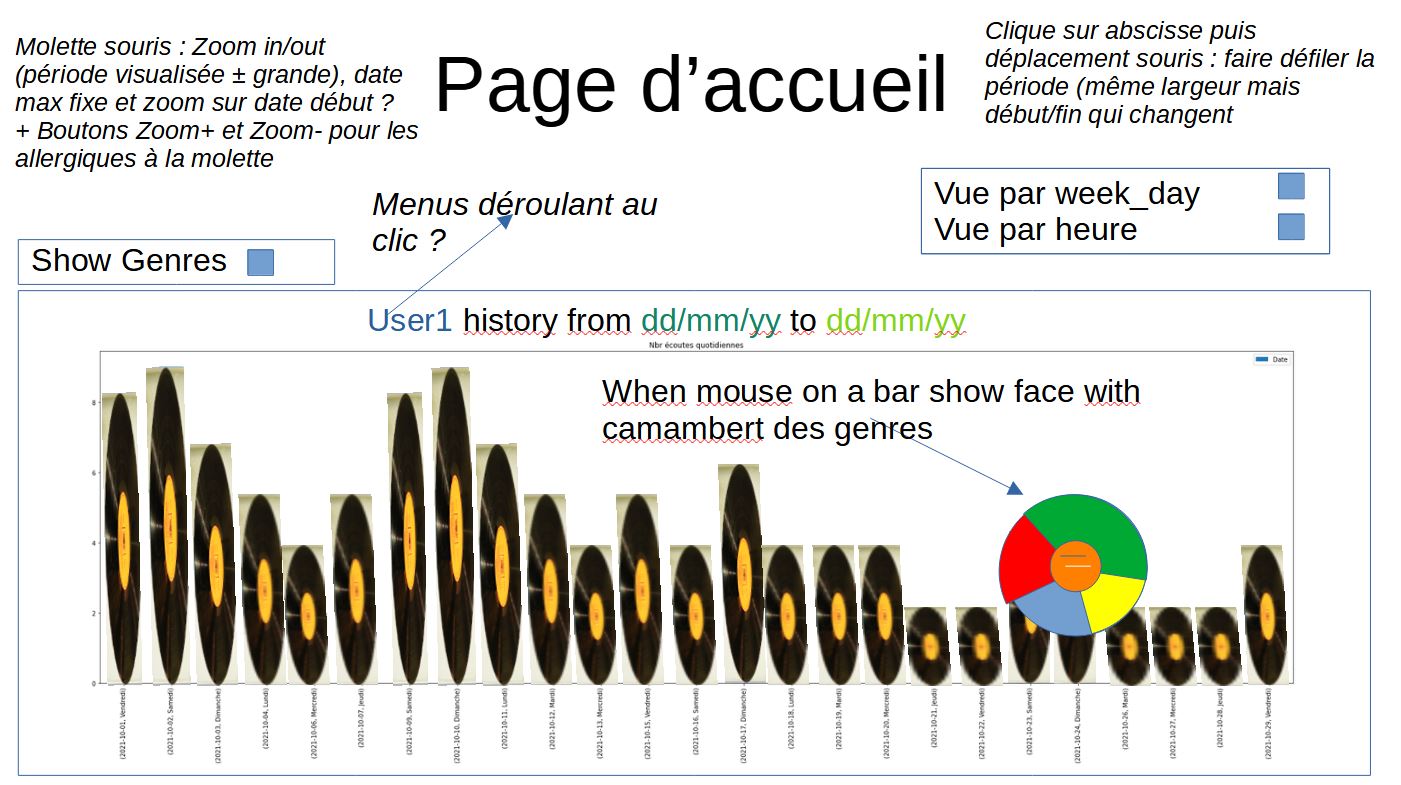 Molette souris : Zoom in/out
(période visualisée ± grande), date
max fixe et zoom sur date début ?
+ Boutons Zoom+ et Zoom- pour les
allergiques à la molette
Page d’accueil
Clique sur abscisse puis
déplacement souris : faire défiler la
période (même largeur mais
début/fin qui changent
Menus déroulant au
clic ?
Vue par week_day
Vue par heure
Show Genres
User1 history from dd/mm/yy to dd/mm/yy
Nbr écoutes quotidiennes
Date
When mouse on a bar show face with
camambert des genres
8
6
4
2
0
(2021-10-01, Vendredi)
(2021-10-02, Samedi)
(2021-10-03, Dimanche)
(2021-10-04, Lundi)
(2021-10-06, Mercredi)
(2021-10-07, Jeudi)
(2021-10-09, Samedi)
(2021-10-10, Dimanche)
(2021-10-11, Lundi)
(2021-10-12, Mardi)
(2021-10-13, Mercredi)
(2021-10-15, Vendredi)
(2021-10-16, Samedi)
(2021-10-17, Dimanche)
(2021-10-18, Lundi)
(2021-10-19, Mardi)
(2021-10-20, Mercredi)
(2021-10-21, Jeudi)
(2021-10-22, Vendredi)
(2021-10-23, Samedi)
(2021-10-24, Dimanche)
(2021-10-26, Mardi)
(2021-10-27, Mercredi)
(2021-10-28, Jeudi)
(2021-10-29, Vendredi)